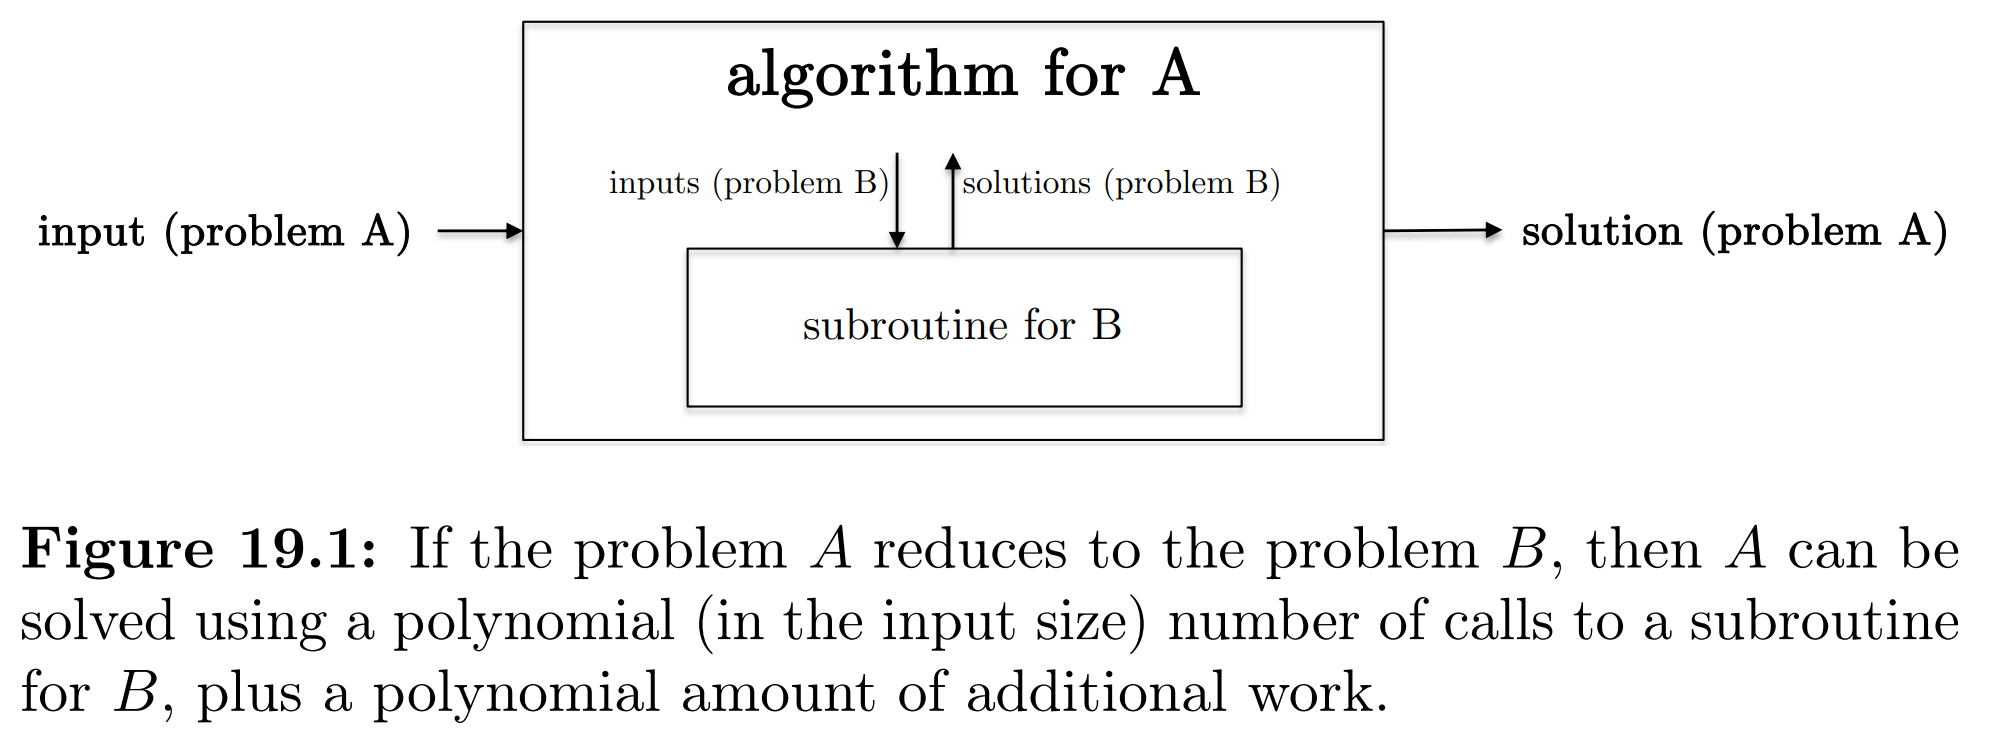 algorithm for A
inputs (problem B)
solutions (problem B)
input (problem A)
solution (problem A)
subroutine for B
Figure 19.1: If the problem A reduces to the problem B, then A can be
solved using a polynomial (in the input size) number of calls to a subroutine
for B, plus a polynomial amount of additional work.